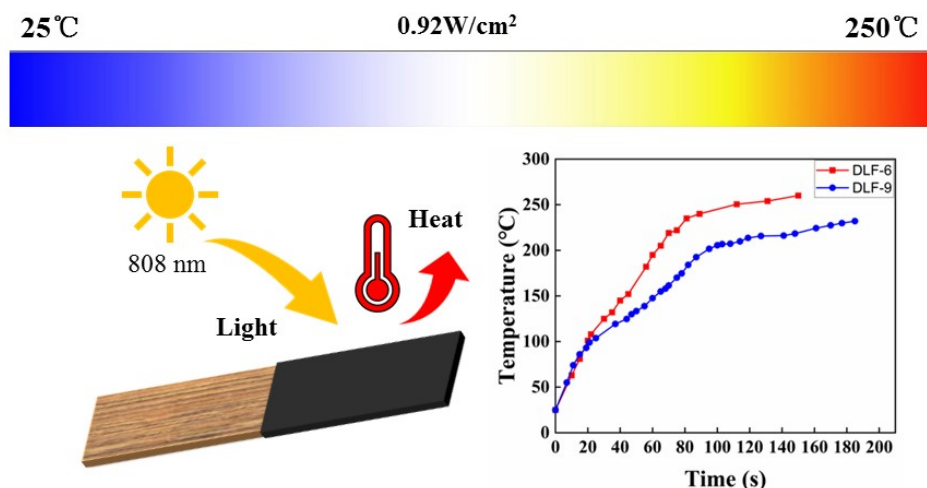 25℃ 0.92W/cm² 250℃
808 nm
Light
Heat
DLF-6
DLF-9
Temperature (℃)
300
250
200
150
100
50
0
0 20 40 60 80 100 120 140 160 180 200
Time (s)